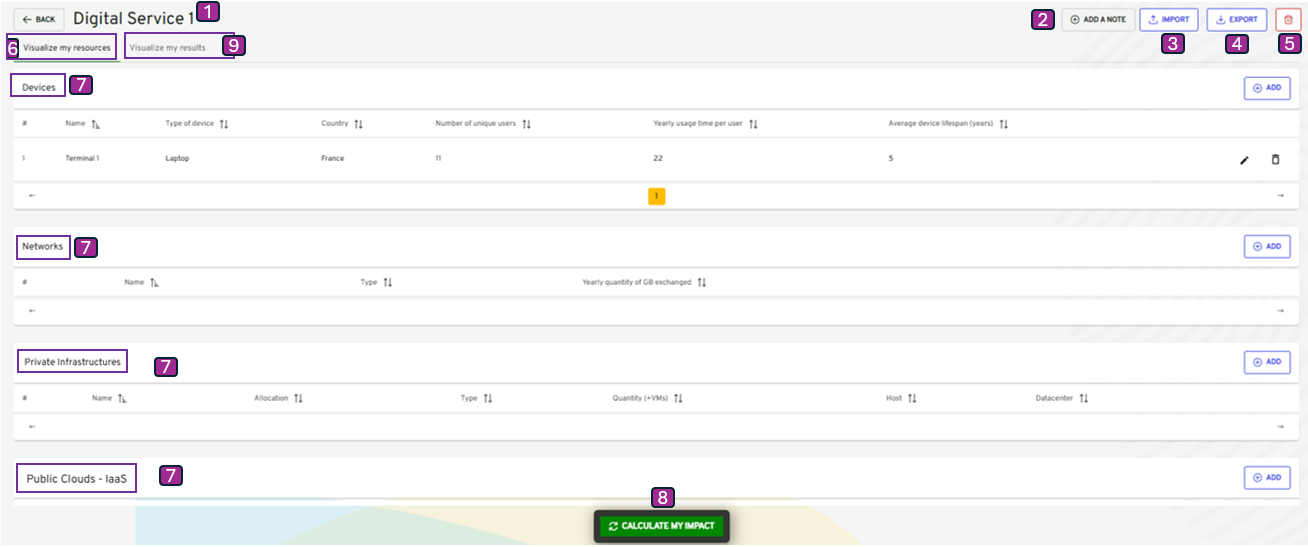 BACK Digital Service 1 1 2 ADD A NOTE IMPORT EXPORT
3 4 5
6 Visualize my resources Visualize my results 9
Devices 7 ADD
# Name Type of device Country Number of unique users Yearly usage time per user Average device lifespan (years)
1 Terminal 1 Laptop France 11 22 5
1
Networks 7 ADD
# Name Type Yearly quantity of GB exchanged
Private Infrastructures 7 ADD
# Name Allocation Type Quantity (+VMs) Host Datacenter
Public Clouds - IaaS 7 ADD
8
CALCULATE MY IMPACT